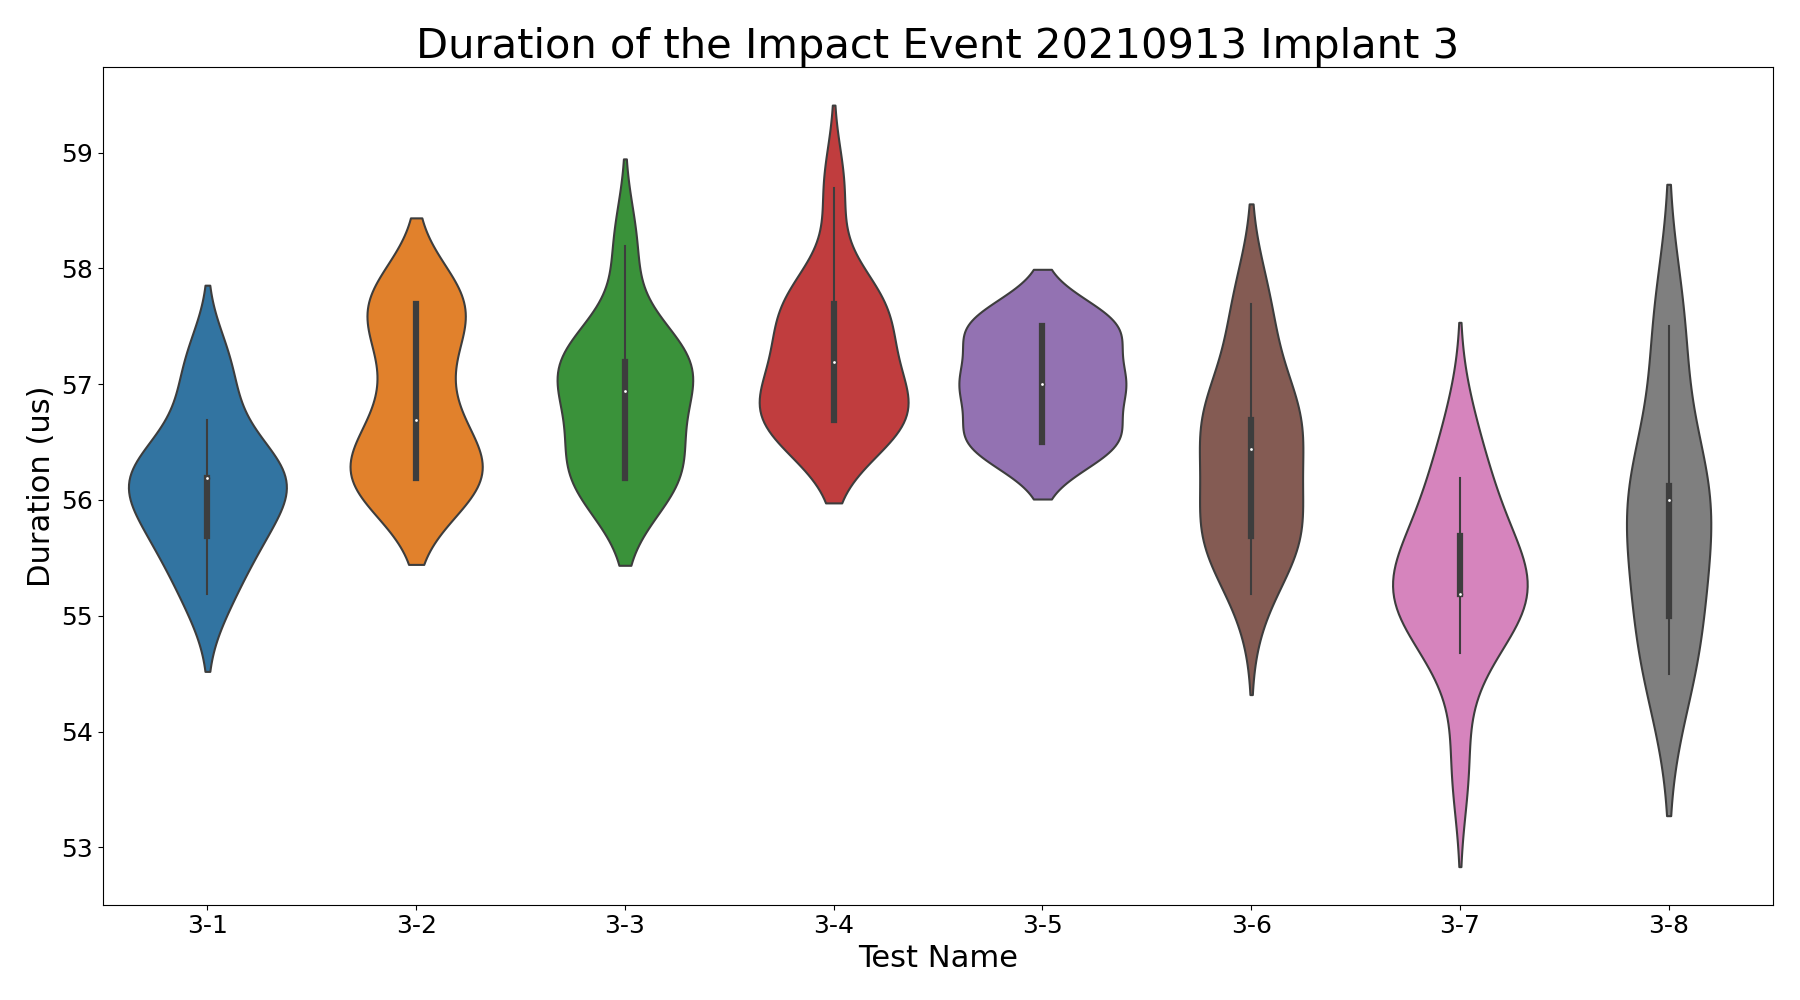 Duration of the Impact Event 20210913 Implant 3
Duration (us)
59
58
57
56
55
54
53
3-1 3-2 3-3 3-4 3-5 3-6 3-7 3-8
Test Name